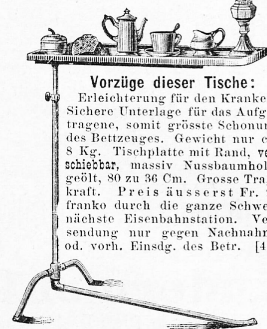 Vorzüge dieser Tische:
Erleichterung für den Kranke
Sichere Unterlage für das Aufg
tragene, somit grösste Schonun
des Bettzeuges. Gewicht nur c
8 Kg. Tischplatte mit Rand, ve
schiebbar, massiv Nussbaumhol
geölt, 80 zu 36 Cm. Grosse Tra
kraft. Preis äusserst Fr.
franko durch die ganze Schwe
nächste Eisenbahnstation. Ve
sendung nur gegen Nachnahm
od. vorh. Einsdg. des Betr. [4